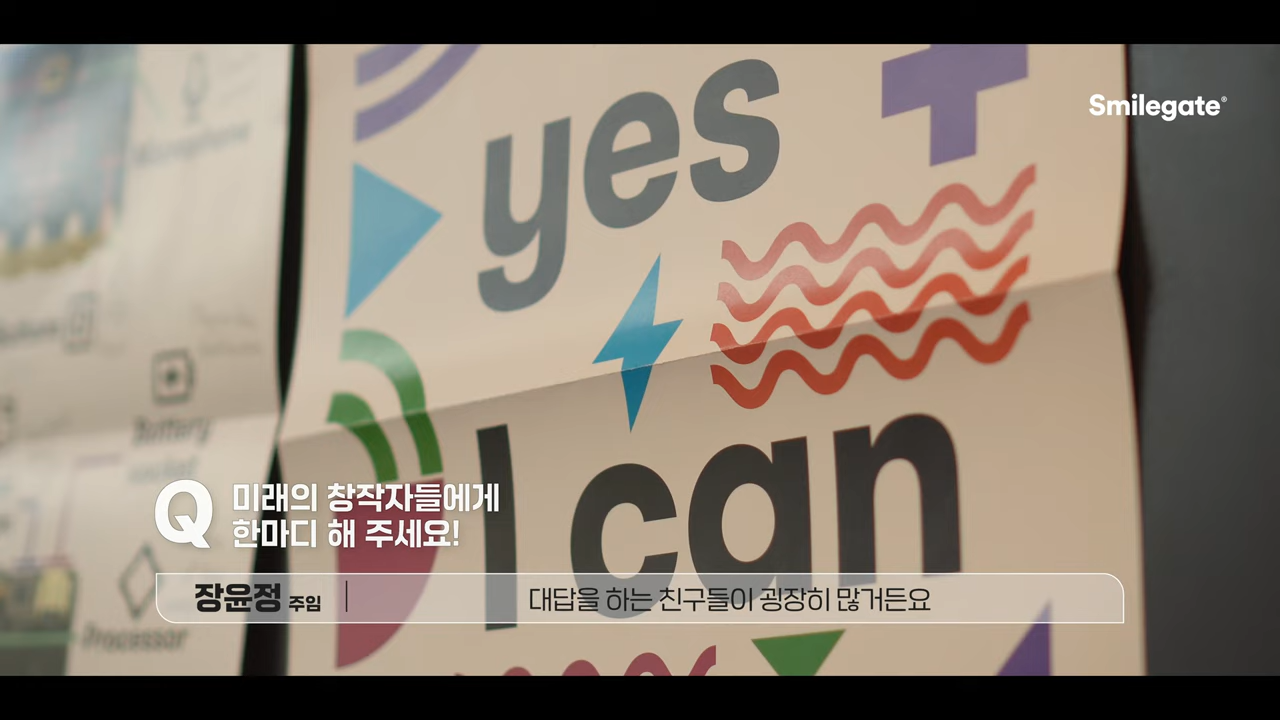 Smilegate®
yes
I can
Battery
Processor
Q 미래의 창작자들에게
한마디 해 주세요!
장윤정 주임 대답을 하는 친구들이 굉장히 많거든요